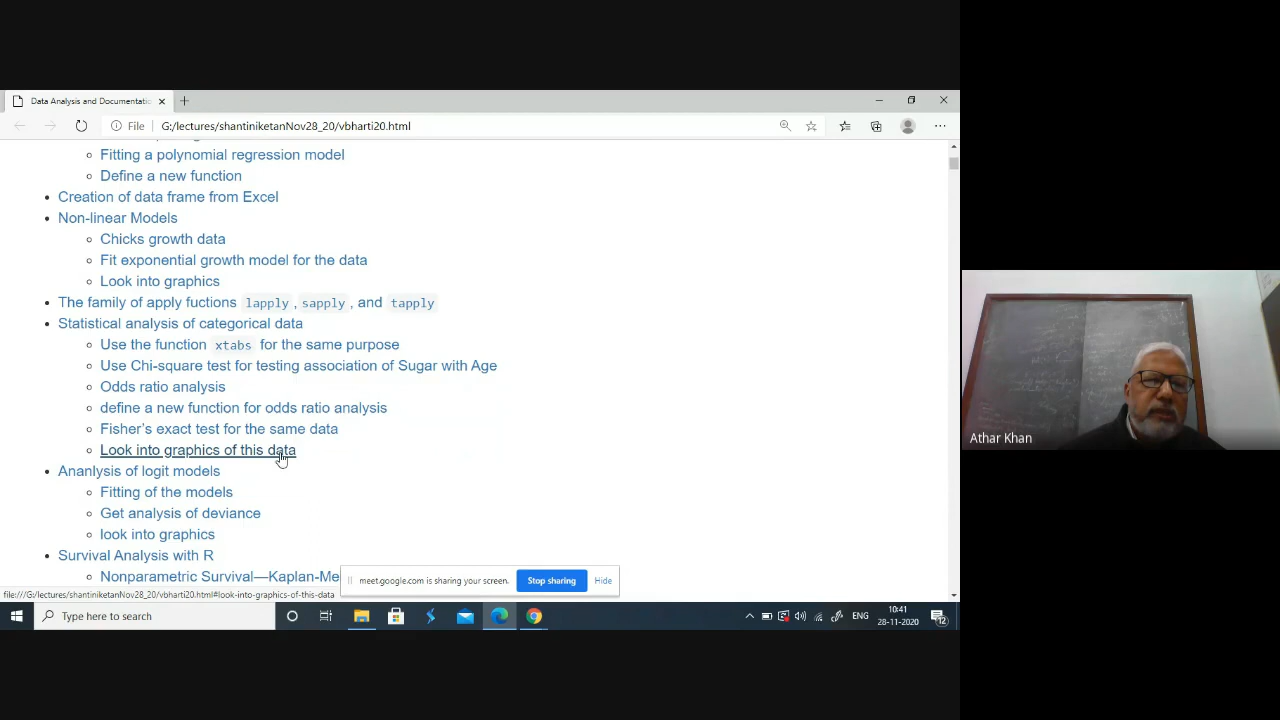 Data Analysis and Documentatio
File
G:/lectures/shantiniketanNov28_20/vbharti20.html
Fitting a polynomial regression model
Define a new function
Creation of data frame from Excel
Non-linear Models
Chicks growth data
Fit exponential growth model for the data
Look into graphics
The family of apply fuctions lapply, sapply, and tapply
Statistical analysis of categorical data
Use the function xtabs for the same purpose
Use Chi-square test for testing association of Sugar with Age
Odds ratio analysis
define a new function for odds ratio analysis
Fisher's exact test for the same data
Look into graphics of this data
Ananlysis of logit models
Fitting of the models
Get analysis of deviance
look into graphics
Survival Analysis with R
Nonparametric Survival—Kaplan-Me
meet.google.com is sharing your screen.
Stop sharing
Hide
file:///G:/lectures/shantiniketanNov28_20/vbharti20.html#look-into-graphics-of-this-data
Type here to search
ENG
10:41
28-11-2020
12
Athar Khan